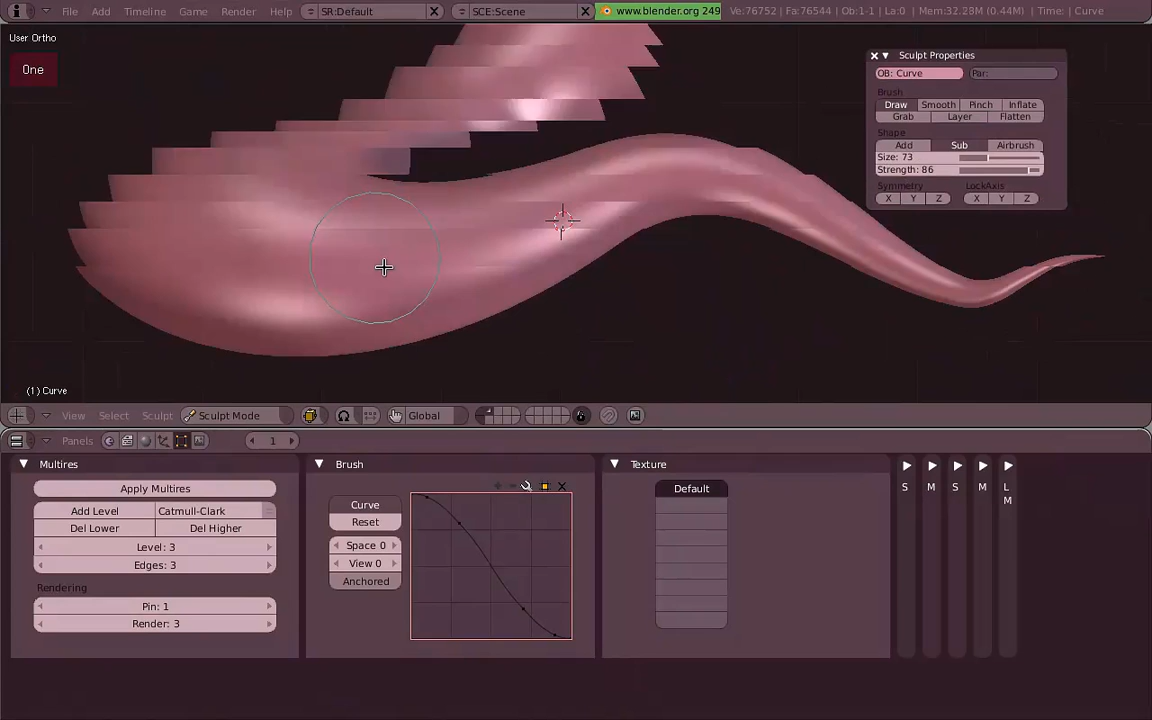 File Add Timeline Game Render Help SR:Default SCE:Scene www.blender.org 249 Ve:76752 Fa:76544 Ob:1-1 La:0 Mem:32.28M (0.44M) Time: | Curve
User Ortho
One
Sculpt Properties
OB: Curve Par:
Brush
Draw Smooth Pinch Inflate
Grab Layer Flatten
Shape
Add Sub Airbrush
Size: 73
Strength: 86
Symmetry LockAxis
X Y Z X Y Z
(1) Curve
View Select Sculpt Sculpt Mode Global
Panels 1
Multires
Apply Multires
Add Level Catmull-Clark
Del Lower Del Higher
Level: 3
Edges: 3
Rendering
Pin: 1
Render: 3
Brush
Curve
Reset
Space 0
View 0
Anchored
Texture
Default
S M S M L
M